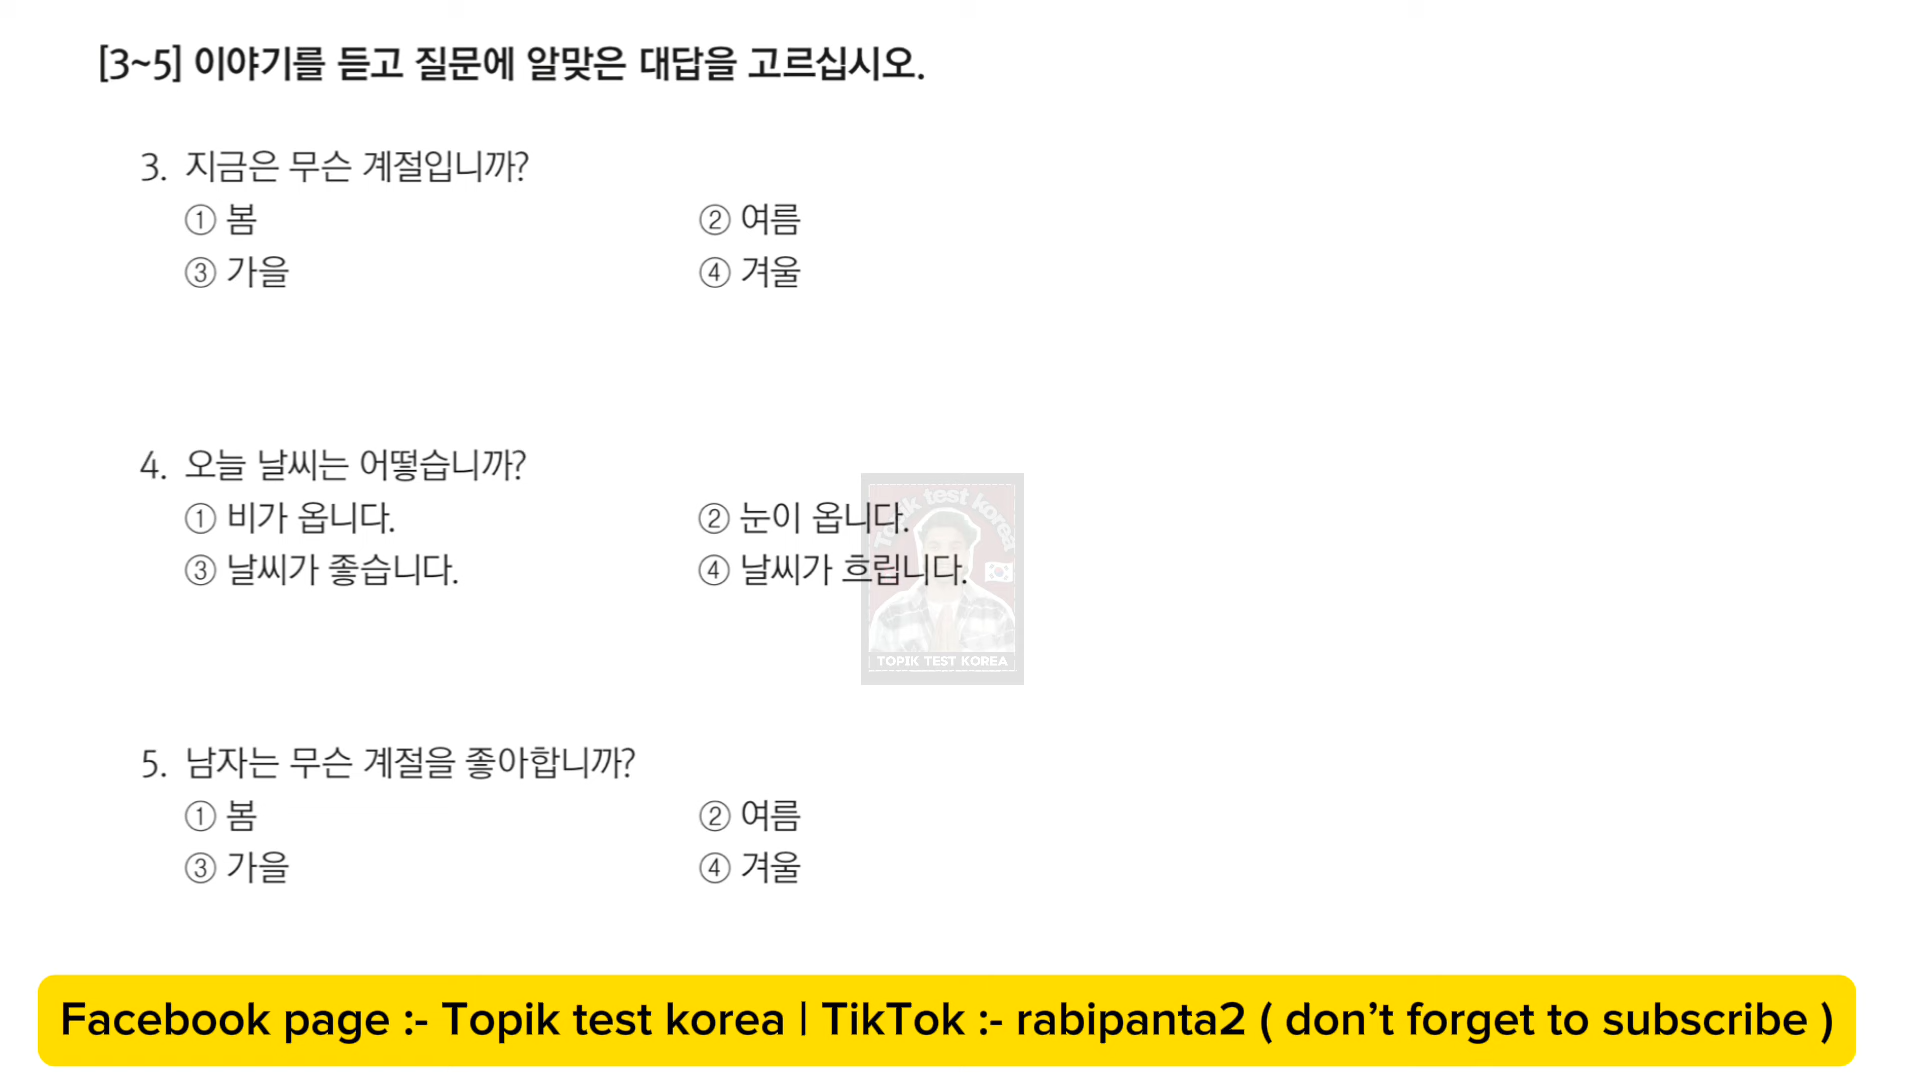 [3~5] 이야기를 듣고 질문에 알맞은 대답을 고르십시오.
3. 지금은 무슨 계절입니까?
① 봄 ② 여름
③ 가을 ④ 겨울
4. 오늘 날씨는 어떻습니까?
① 비가 옵니다. ② 눈이 옵니다.
③ 날씨가 좋습니다. ④ 날씨가 흐립니다.
Topik test korea
TOPIK TEST KOREA
5. 남자는 무슨 계절을 좋아합니까?
① 봄 ② 여름
③ 가을 ④ 겨울
Facebook page :- Topik test korea | TikTok :- rabipanta2 ( don’t forget to subscribe )